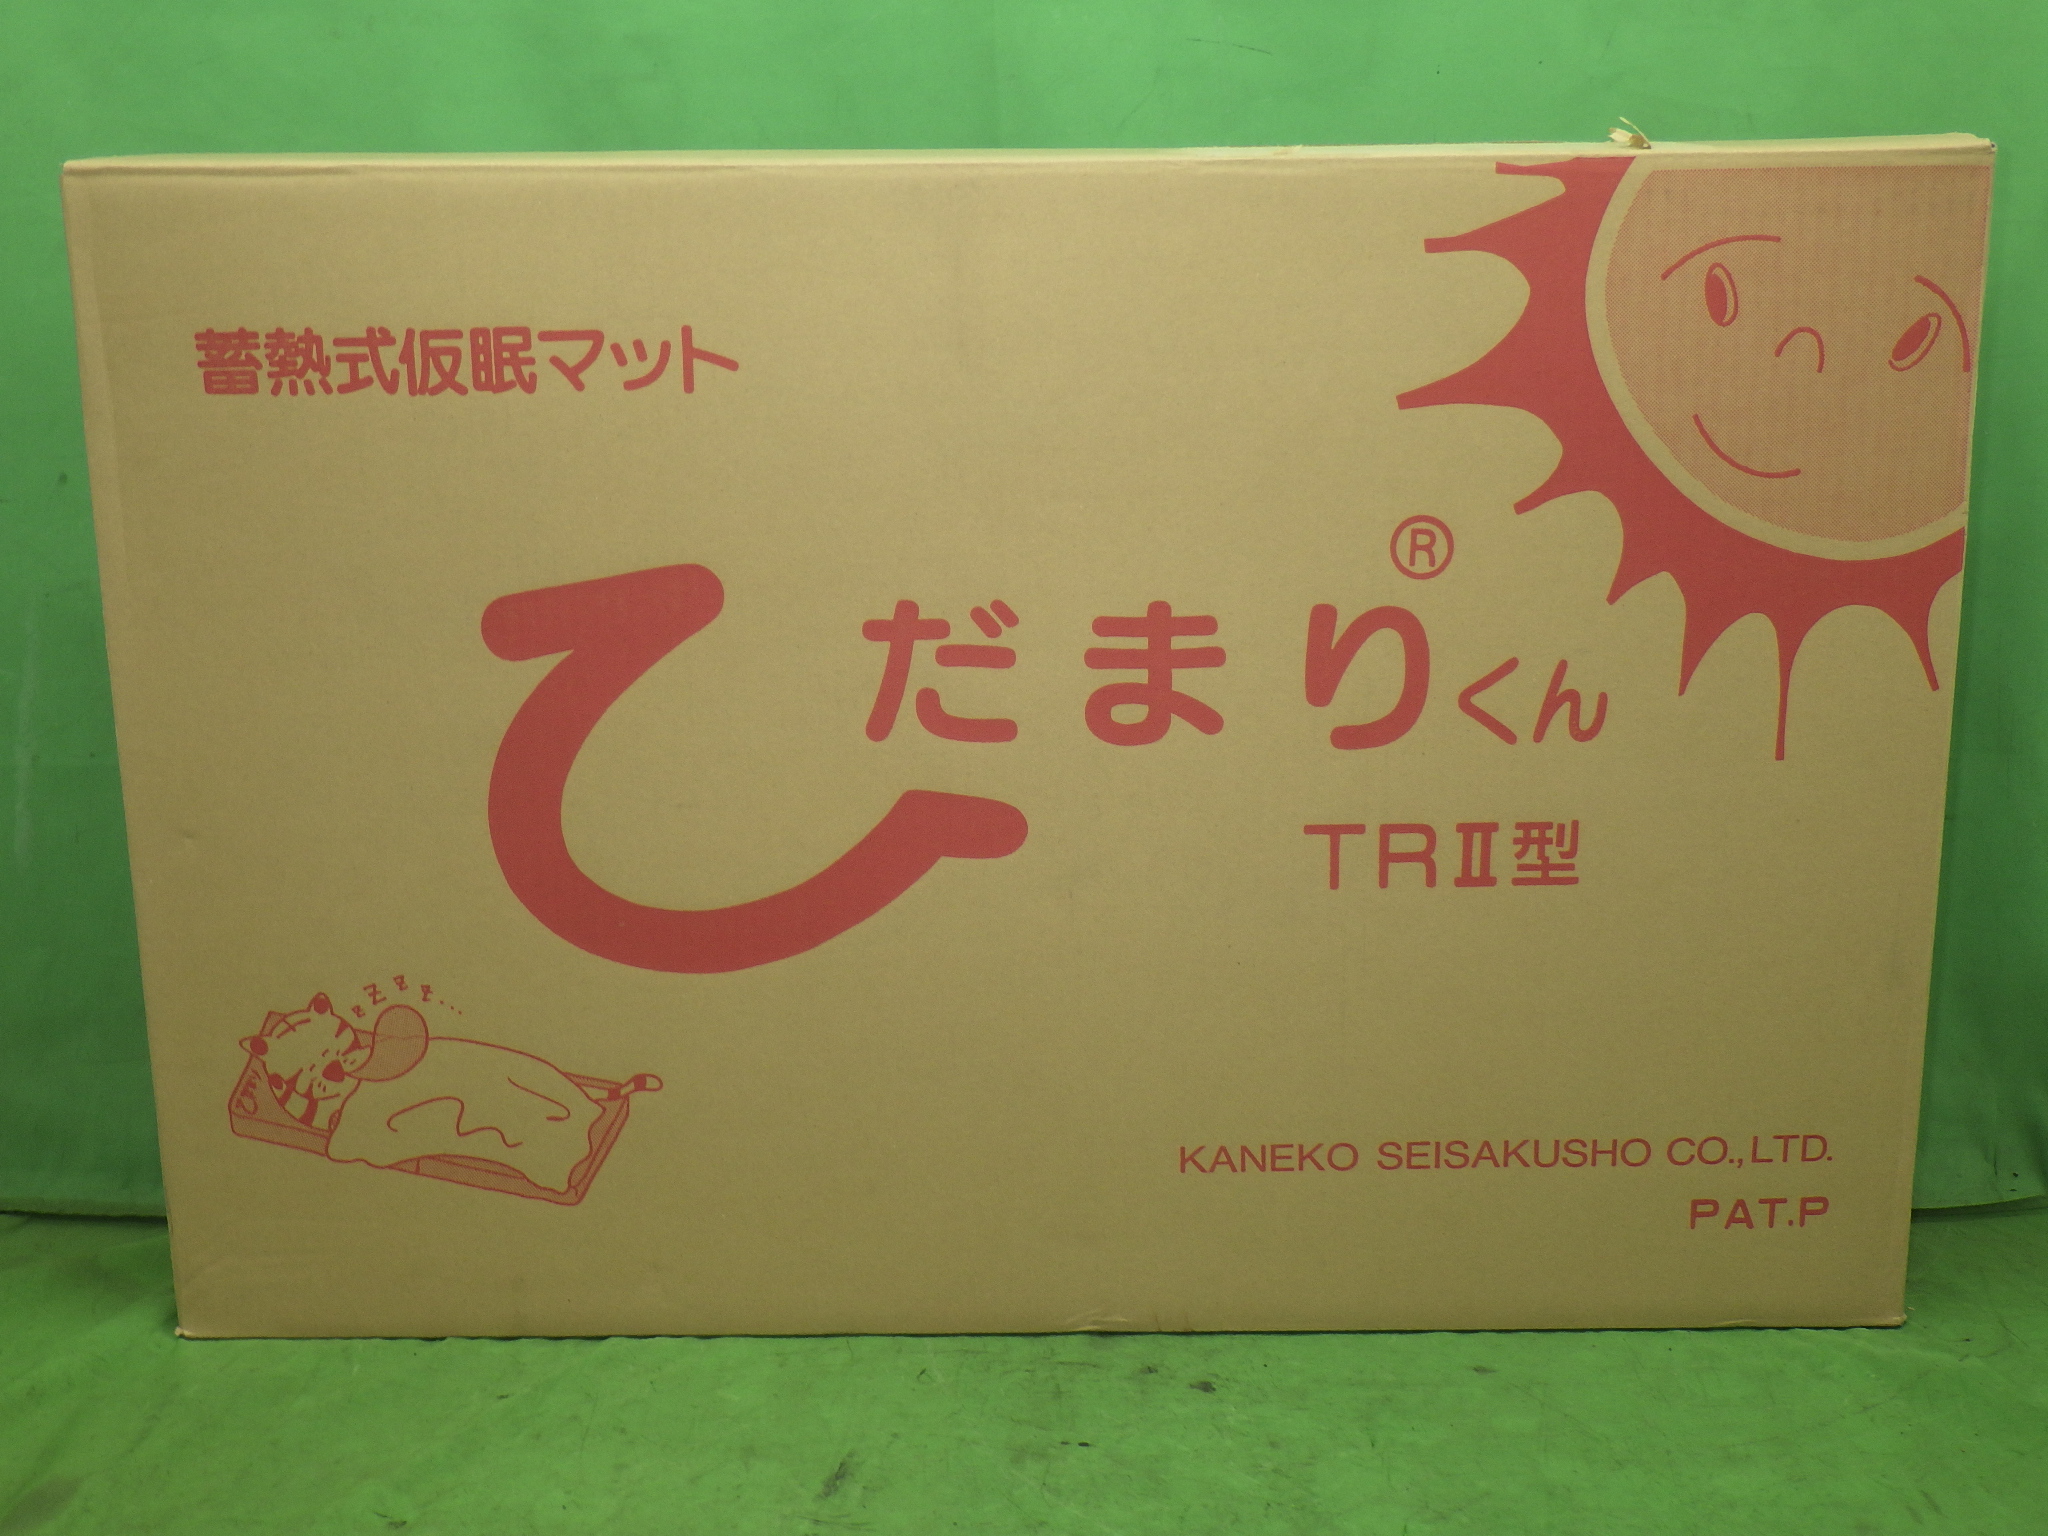 蓄熱式仮眠マット
ひだまりくん®
TRⅡ型
zZzz...
KANEKO SEISAKUSHO CO.,LTD.
PAT.P